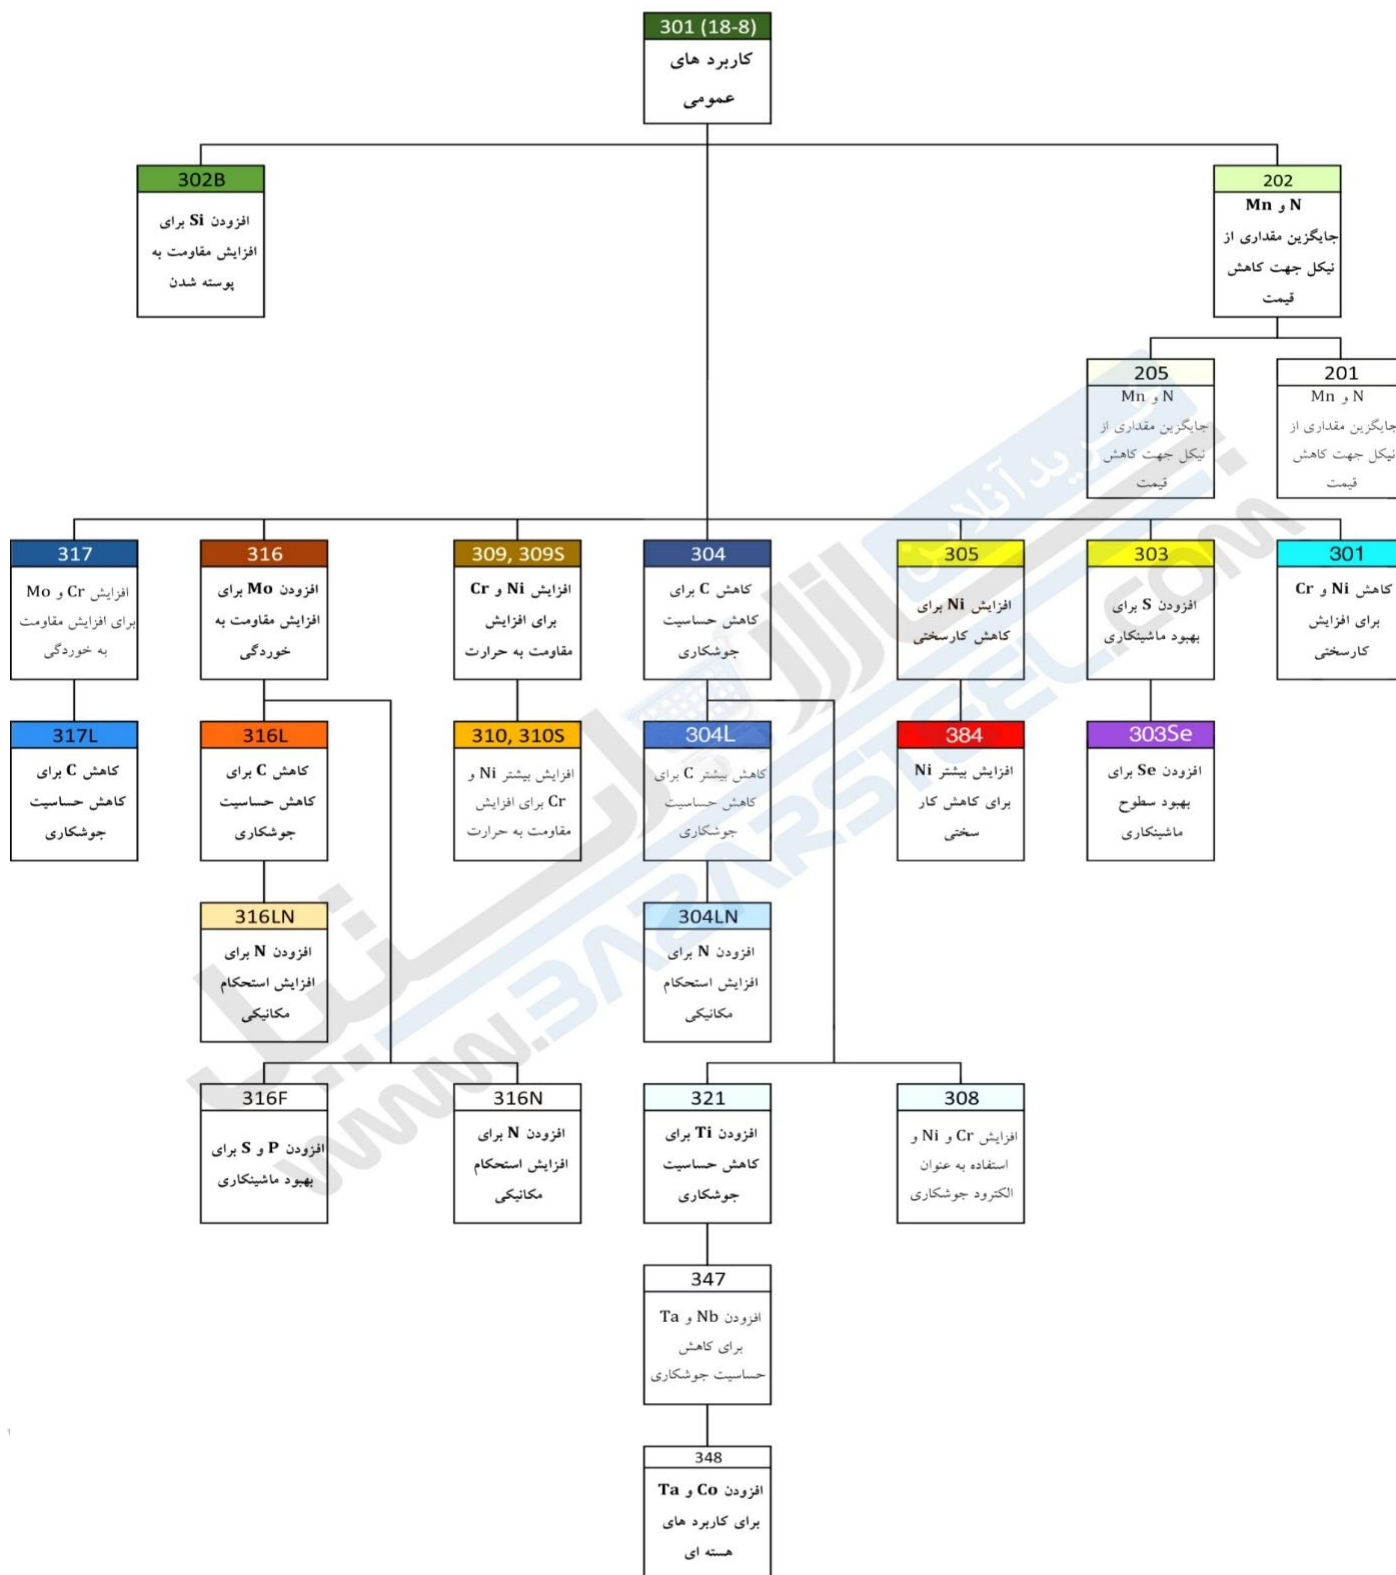 301 (18-8)
کاربرد های
عمومی
302B
افزودن Si برای
افزایش مقاومت به
پوسته شدن
202
N و Mn
جایگزین مقداری از
نیکل جهت کاهش
قیمت
205
N و Mn
جایگزین مقداری از
نیکل جهت کاهش
قیمت
201
N و Mn
جایگزین مقداری از
نیکل جهت کاهش
قیمت
317
افزایش Cr و Mo
برای افزایش مقاومت
به خوردگی
316
افزودن Mo برای
افزایش مقاومت به
خوردگی
309, 309S
افزایش Ni و Cr
برای افزایش
مقاومت به حرارت
304
کاهش C برای
کاهش حساسیت
جوشکاری
305
افزایش Ni برای
کاهش کارسختی
303
افزودن S برای
بهبود ماشینکاری
301
کاهش Ni و Cr
برای افزایش
کارسختی
317L
کاهش C برای
کاهش حساسیت
جوشکاری
316L
کاهش C برای
کاهش حساسیت
جوشکاری
310, 310S
افزایش بیشتر Ni و
Cr برای افزایش
مقاومت به حرارت
304L
کاهش بیشتر C برای
کاهش حساسیت
جوشکاری
384
افزایش بیشتر Ni
برای کاهش کار
سختی
303Se
افزودن Se برای
بهبود سطوح
ماشینکاری
316LN
افزودن N برای
افزایش استحکام
مکانیکی
304LN
افزودن N برای
افزایش استحکام
مکانیکی
316F
افزودن P و S برای
بهبود ماشینکاری
316N
افزودن N برای
افزایش استحکام
مکانیکی
321
افزودن Ti برای
کاهش حساسیت
جوشکاری
308
افزایش Cr و Ni و
استفاده به عنوان
الکترود جوشکاری
347
افزودن Nb و Ta
برای کاهش
حساسیت جوشکاری
348
افزودن Co و Ta
برای کاربرد های
هسته ای
خرید آنلاین
بازار استیل
www.BAZARSTEEL.com